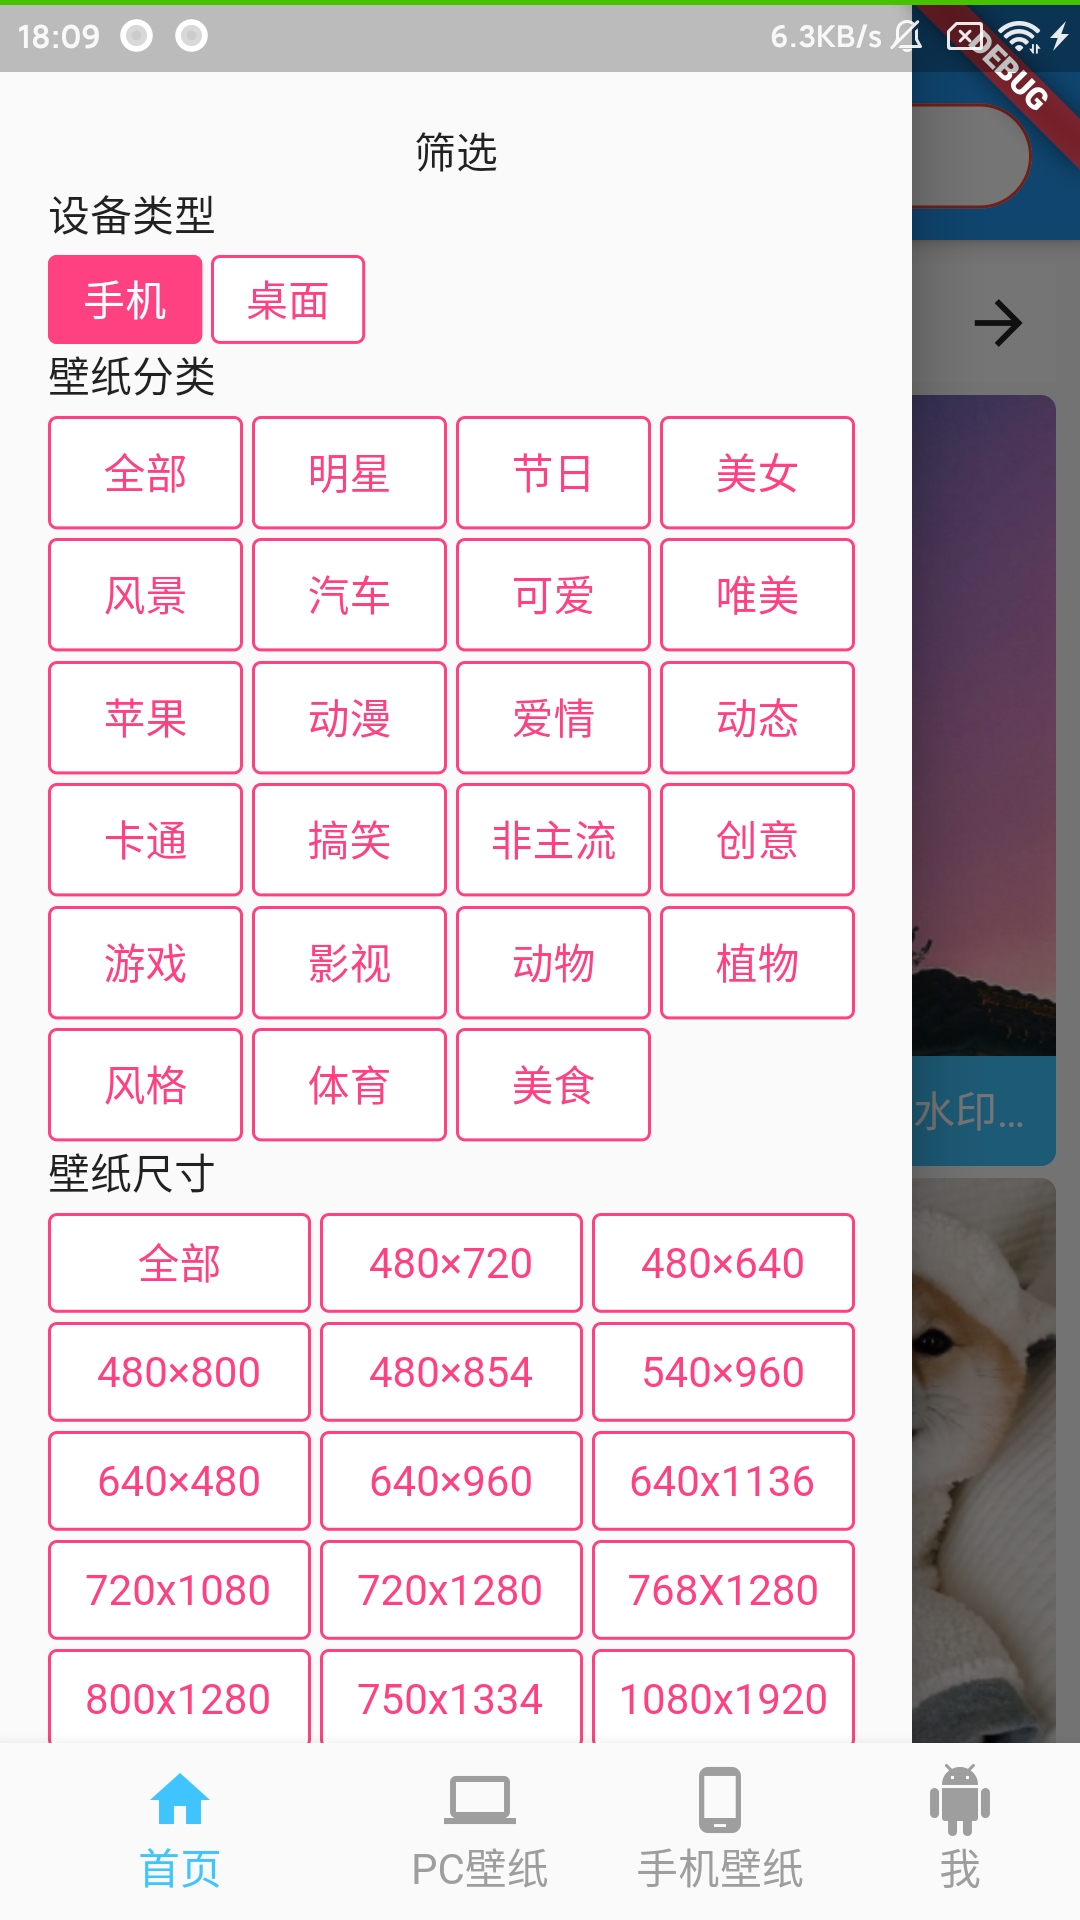 18:09 6.3KB/s
DEBUG
筛选
设备类型
手机 桌面
壁纸分类
全部 明星 节日 美女
风景 汽车 可爱 唯美
苹果 动漫 爱情 动态
卡通 搞笑 非主流 创意
游戏 影视 动物 植物
风格 体育 美食
水印...
壁纸尺寸
全部 480×720 480×640
480×800 480×854 540×960
640×480 640×960 640x1136
720x1080 720x1280 768X1280
800x1280 750x1334 1080x1920
首页 PC壁纸 手机壁纸 我